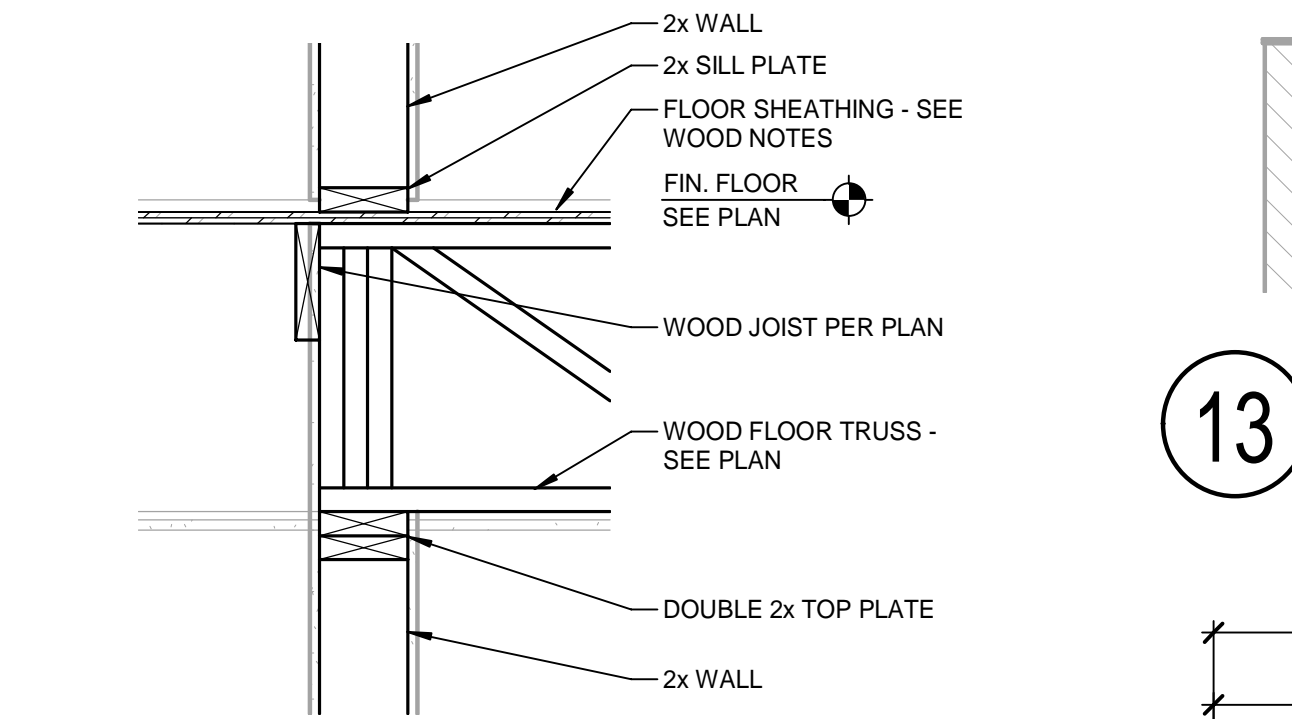 2x WALL
2x SILL PLATE
FLOOR SHEATHING - SEE
WOOD NOTES
FIN. FLOOR
SEE PLAN
WOOD JOIST PER PLAN
WOOD FLOOR TRUSS -
SEE PLAN
DOUBLE 2x TOP PLATE
2x WALL
13